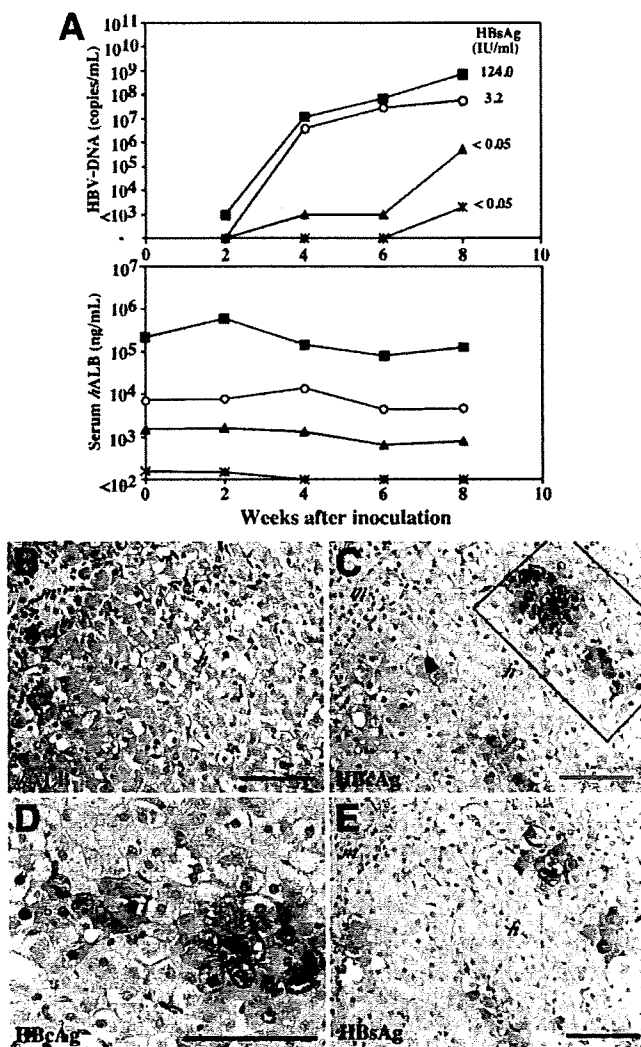 A
HBsAg
(IU/ml)
HBV-DNA (copies/mL)
10¹¹
10¹⁰
10⁹
10⁸
10⁷
10⁶
10⁵
10⁴
<10³
-
124.0
3.2
< 0.05
< 0.05
0 2 4 6 8 10
Serum hALB (ng/mL)
10⁷
10⁶
10⁵
10⁴
10³
<10²
0 2 4 6 8 10
Weeks after inoculation
B
m
C
m
h
HBcAg
D
HBcAg
E
m
h
HBsAg